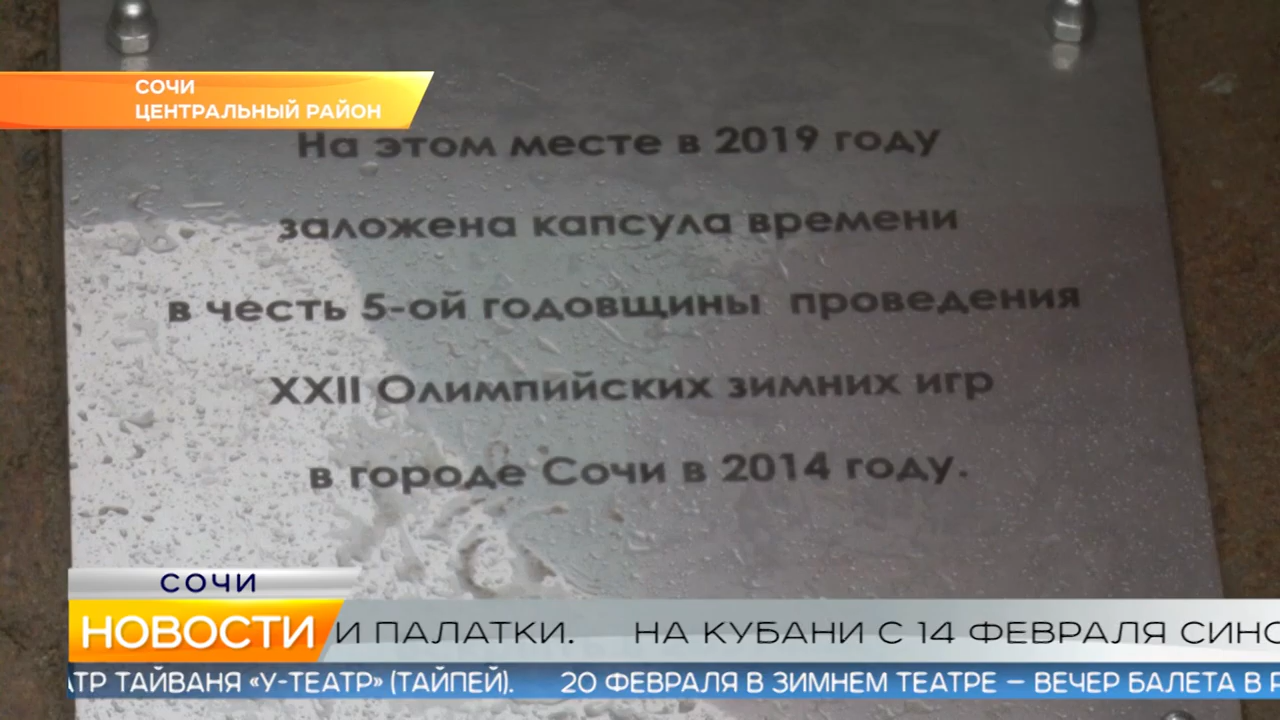 СОЧИ
ЦЕНТРАЛЬНЫЙ РАЙОН
На этом месте в 2019 году
заложена капсула времени
в честь 5-ой годовщины проведения
XXII Олимпийских зимних игр
в городе Сочи в 2014 году.
СОЧИ
НОВОСТИ
И ПАЛАТКИ. НА КУБАНИ С 14 ФЕВРАЛЯ
ТАЙВАНЯ «У-ТЕАТР» (ТАЙПЕЙ). 20 ФЕВРАЛЯ В ЗИМНЕМ ТЕАТРЕ – ВЕЧЕР БАЛЕТА В